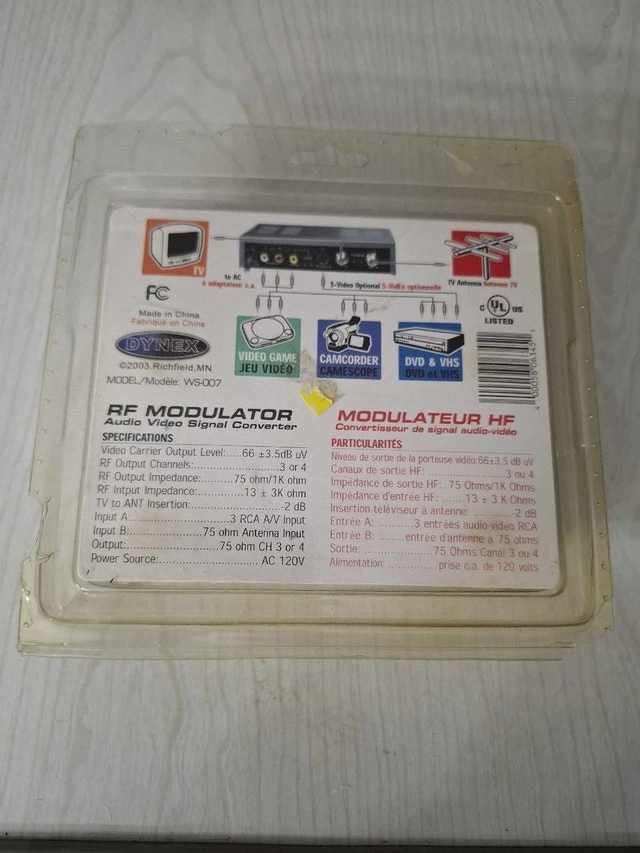 TV
to AC
à adaptateur c.a.
S-Video Optional S-Vidéo optionnelle
TV Antenna Antenne TV
FC
Made in China
Fabriqué en Chine
C UL US
LISTED
DYNEX
©2003.Richfield,MN
MODEL/Modèle: WS-007
VIDEO GAME
JEU VIDÉO
CAMCORDER
CAMESCOPE
DVD & VHS
DVD et VHS
RF MODULATOR
Audio Video Signal Converter
SPECIFICATIONS
Video Carrier Output Level:....66 ±3.5dB uV
RF Output Channels:......................3 or 4
RF Output Impedance:..........75 ohm/1K ohm
RF Intput Impedance:...............13 ± 3K ohm
TV to ANT Insertion:..........................-2 dB
Input A:............................3 RCA A/V Input
Input B:.....................75 ohm Antenna Input
Output:..........................75 ohm CH 3 or 4
Power Source:............................ AC 120V
MODULATEUR HF
Convertisseur de signal audio-vidéo
PARTICULARITÉS
Niveau de sortie de la porteuse video:66±3.5 dB uV
Canaux de sortie HF: .......................3 ou 4
Impédance de sortie HF:..75 Ohms/1K Ohms
Impédance d'entrée HF: ......13 ± 3 K Ohms
Insertion téléviseur à antenne: ............-2 dB
Entrée A: ............3 entrées audio-vidéo RCA
Entrée B: ........entrée d'antenne à 75 ohms
Sortie: ......................75 Ohms Canal 3 ou 4
Alimentation:................prise c.a. de 120 volts